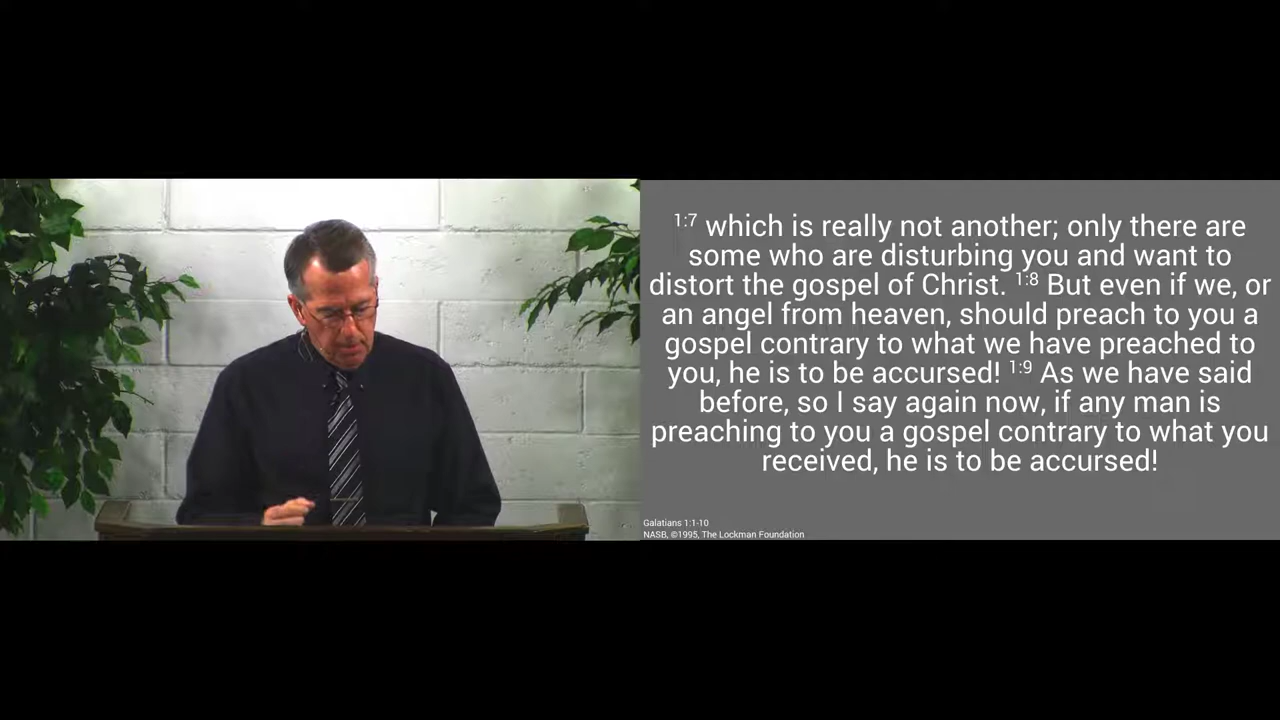 1:7 which is really not another; only there are
some who are disturbing you and want to
distort the gospel of Christ. 1:8 But even if we, or
an angel from heaven, should preach to you a
gospel contrary to what we have preached to
you, he is to be accursed! 1:9 As we have said
before, so I say again now, if any man is
preaching to you a gospel contrary to what you
received, he is to be accursed!
Galatians 1:1-10
NASB, ©1995, The Lockman Foundation